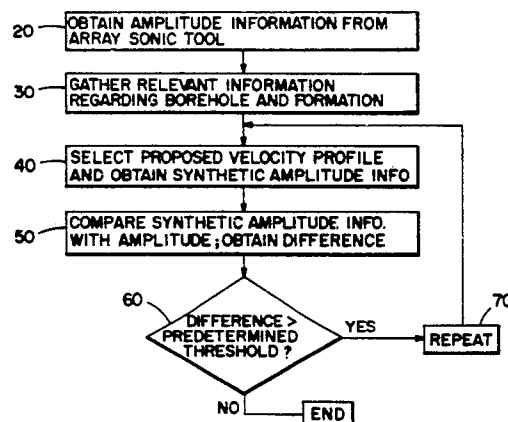 20
OBTAIN AMPLITUDE INFORMATION FROM
ARRAY SONIC TOOL
30
GATHER RELEVANT INFORMATION
REGARDING BOREHOLE AND FORMATION
40
SELECT PROPOSED VELOCITY PROFILE
AND OBTAIN SYNTHETIC AMPLITUDE INFO
50
COMPARE SYNTHETIC AMPLITUDE INFO.
WITH AMPLITUDE; OBTAIN DIFFERENCE
60
DIFFERENCE >
PREDETERMINED
THRESHOLD ?
YES
70
REPEAT
NO
END